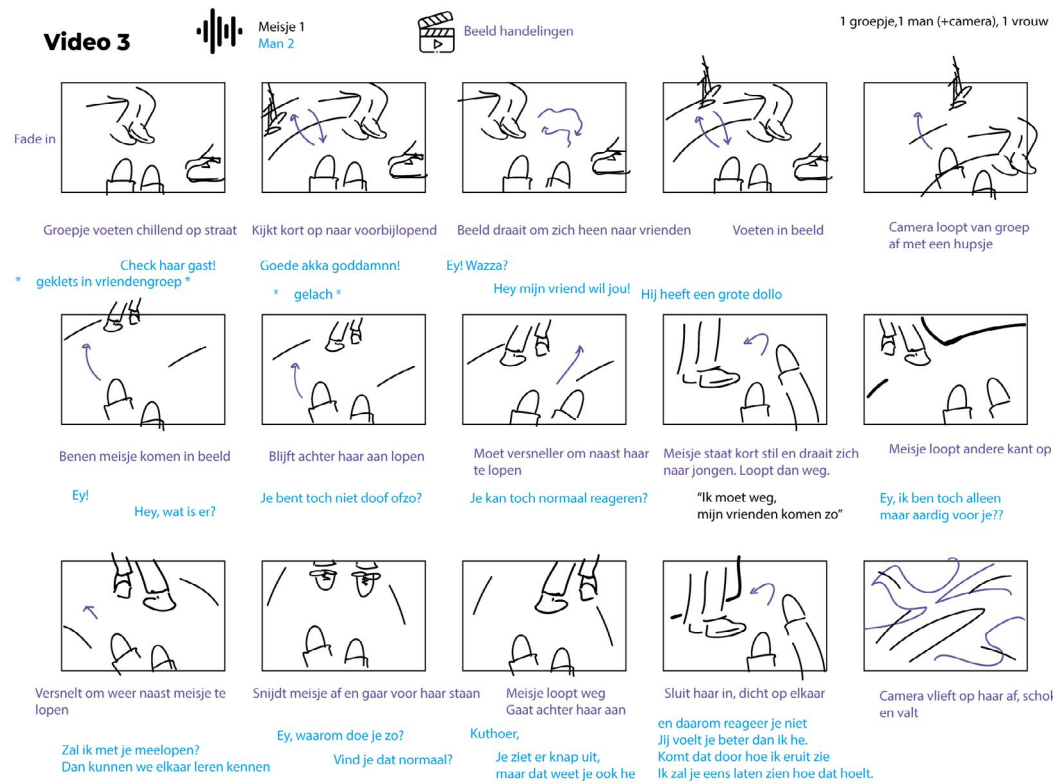 Video 3
Meisje 1
Man 2
Beeld handelingen
1 groepje,1 man (+camera), 1 vrouw
Fade in
Groepje voeten chillend op straat
Kijkt kort op naar voorbijlopend
Beeld draait om zich heen naar vrienden
Voeten in beeld
Camera loopt van groep
af met een hupsje
Check haar gast!
* geklets in vriendengroep *
Goede akka goddamnn!
* gelach *
Ey! Wazza?
Hey mijn vriend wil jou!
Hij heeft een grote dollo
Benen meisje komen in beeld
Blijft achter haar aan lopen
Moet versneller om naast haar
te lopen
Meisje staat kort stil en draait zich
naar jongen. Loopt dan weg.
Meisje loopt andere kant op
Ey!
Hey, wat is er?
Je bent toch niet doof ofzo?
Je kan toch normaal reageren?
“Ik moet weg,
mijn vrienden komen zo”
Ey, ik ben toch alleen
maar aardig voor je??
Versnelt om weer naast meisje te
lopen
Snijdt meisje af en gaar voor haar staan
Meisje loopt weg
Gaat achter haar aan
Sluit haar in, dicht op elkaar
Camera vlieft op haar af, schok
en valt
Zal ik met je meelopen?
Dan kunnen we elkaar leren kennen
Ey, waarom doe je zo?
Vind je dat normaal?
Kuthoer,
Je ziet er knap uit,
maar dat weet je ook he
en daarom reageer je niet
Jij voelt je beter dan ik he.
Komt dat door hoe ik eruit zie
Ik zal je eens laten zien hoe dat hoelt.